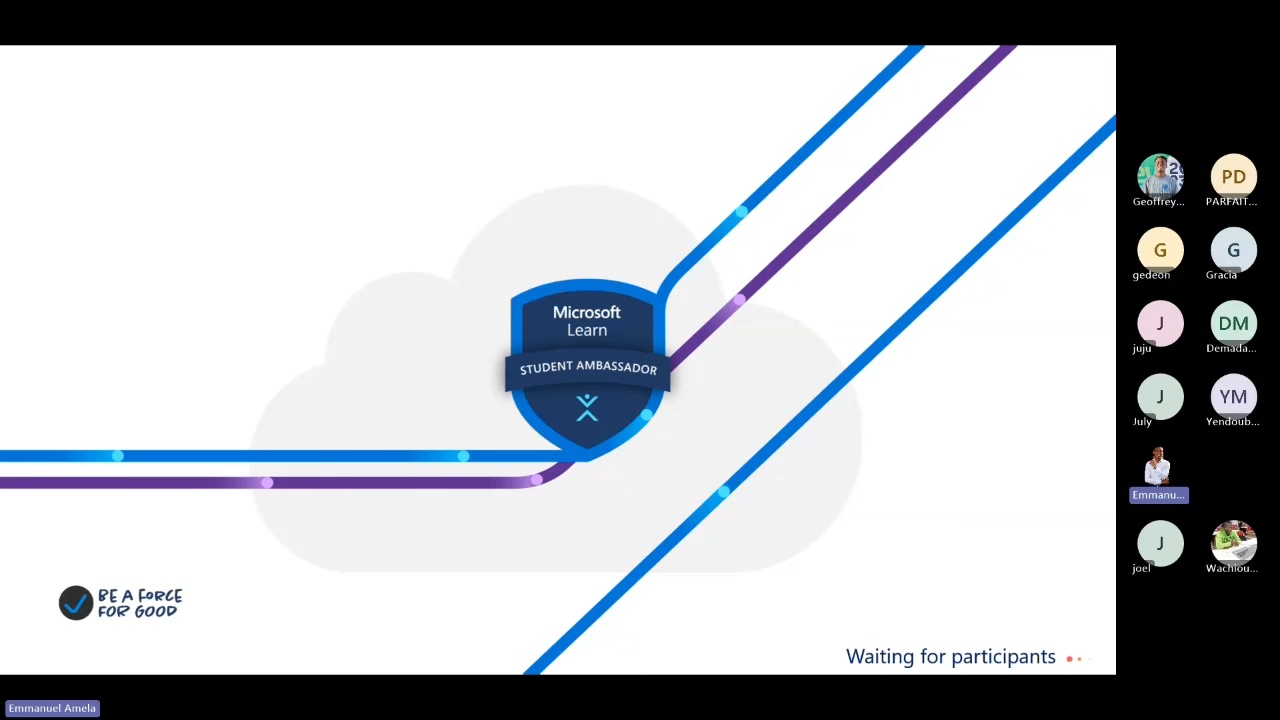 Microsoft
Learn
STUDENT AMBASSADOR
BE A FORCE
FOR GOOD
Waiting for participants
Geoffrey...
PD
PARFAIT...
G
gedeon
G
Gracia
J
juju
DM
Demada...
J
July
YM
Yendoub...
Emmanu...
J
joel
Wachiou...
Emmanuel Amela